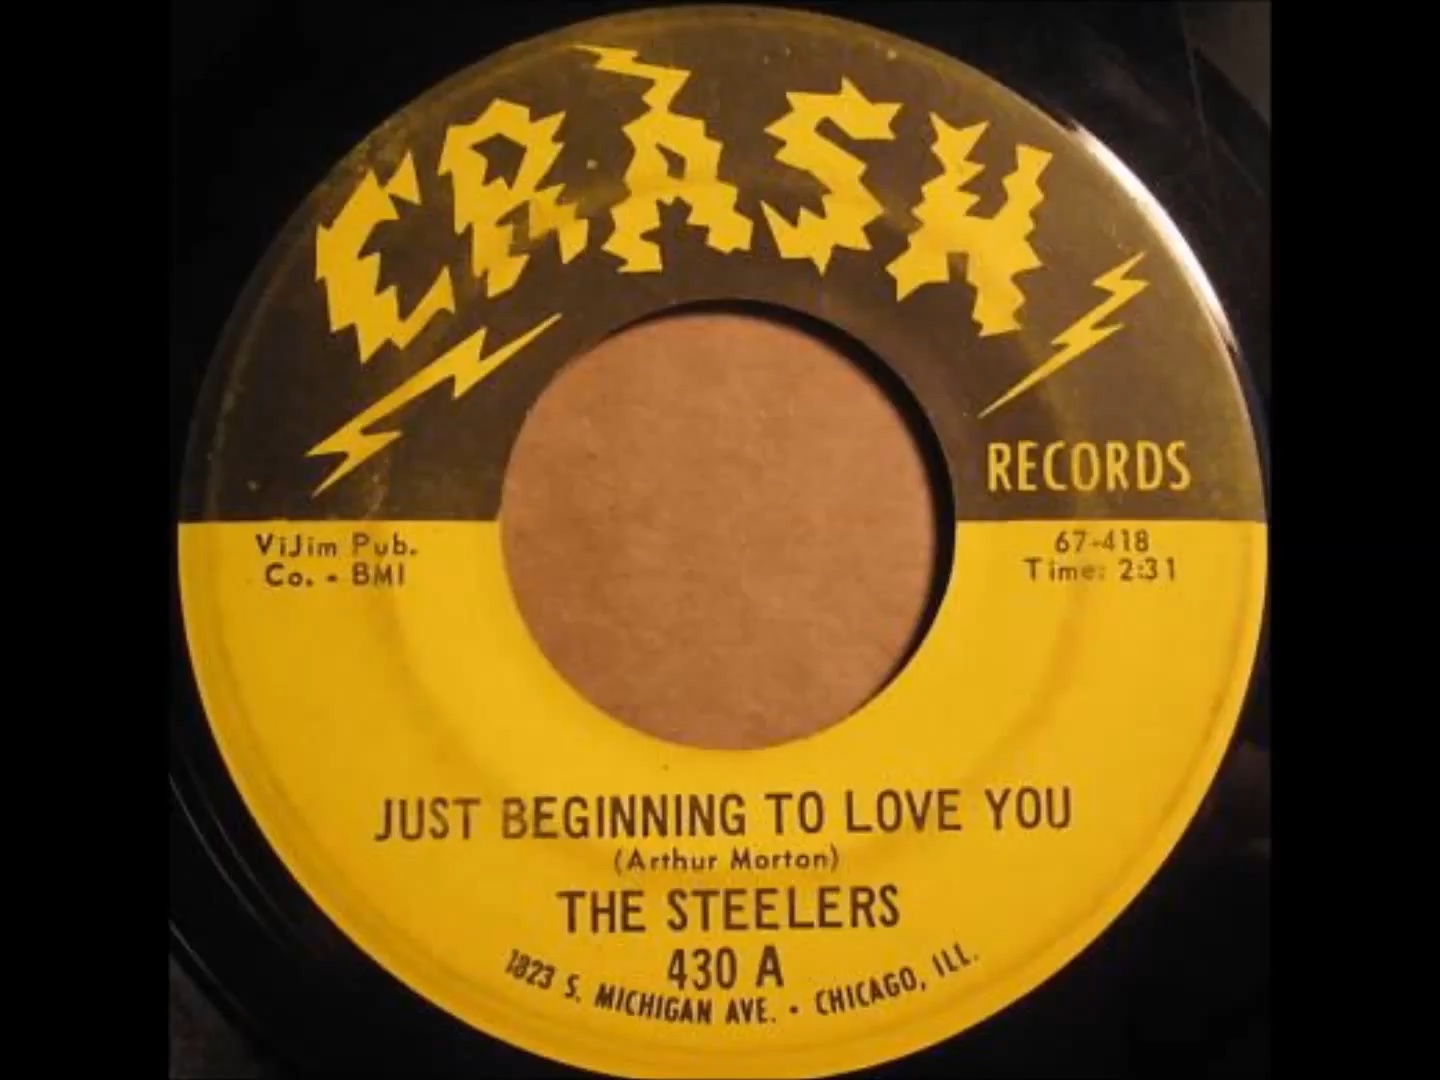 CRASH
RECORDS
ViJim Pub.
Co. - BMI
67-418
Time: 2:31
JUST BEGINNING TO LOVE YOU
(Arthur Morton)
THE STEELERS
430 A
1823 S. MICHIGAN AVE. • CHICAGO, ILL.